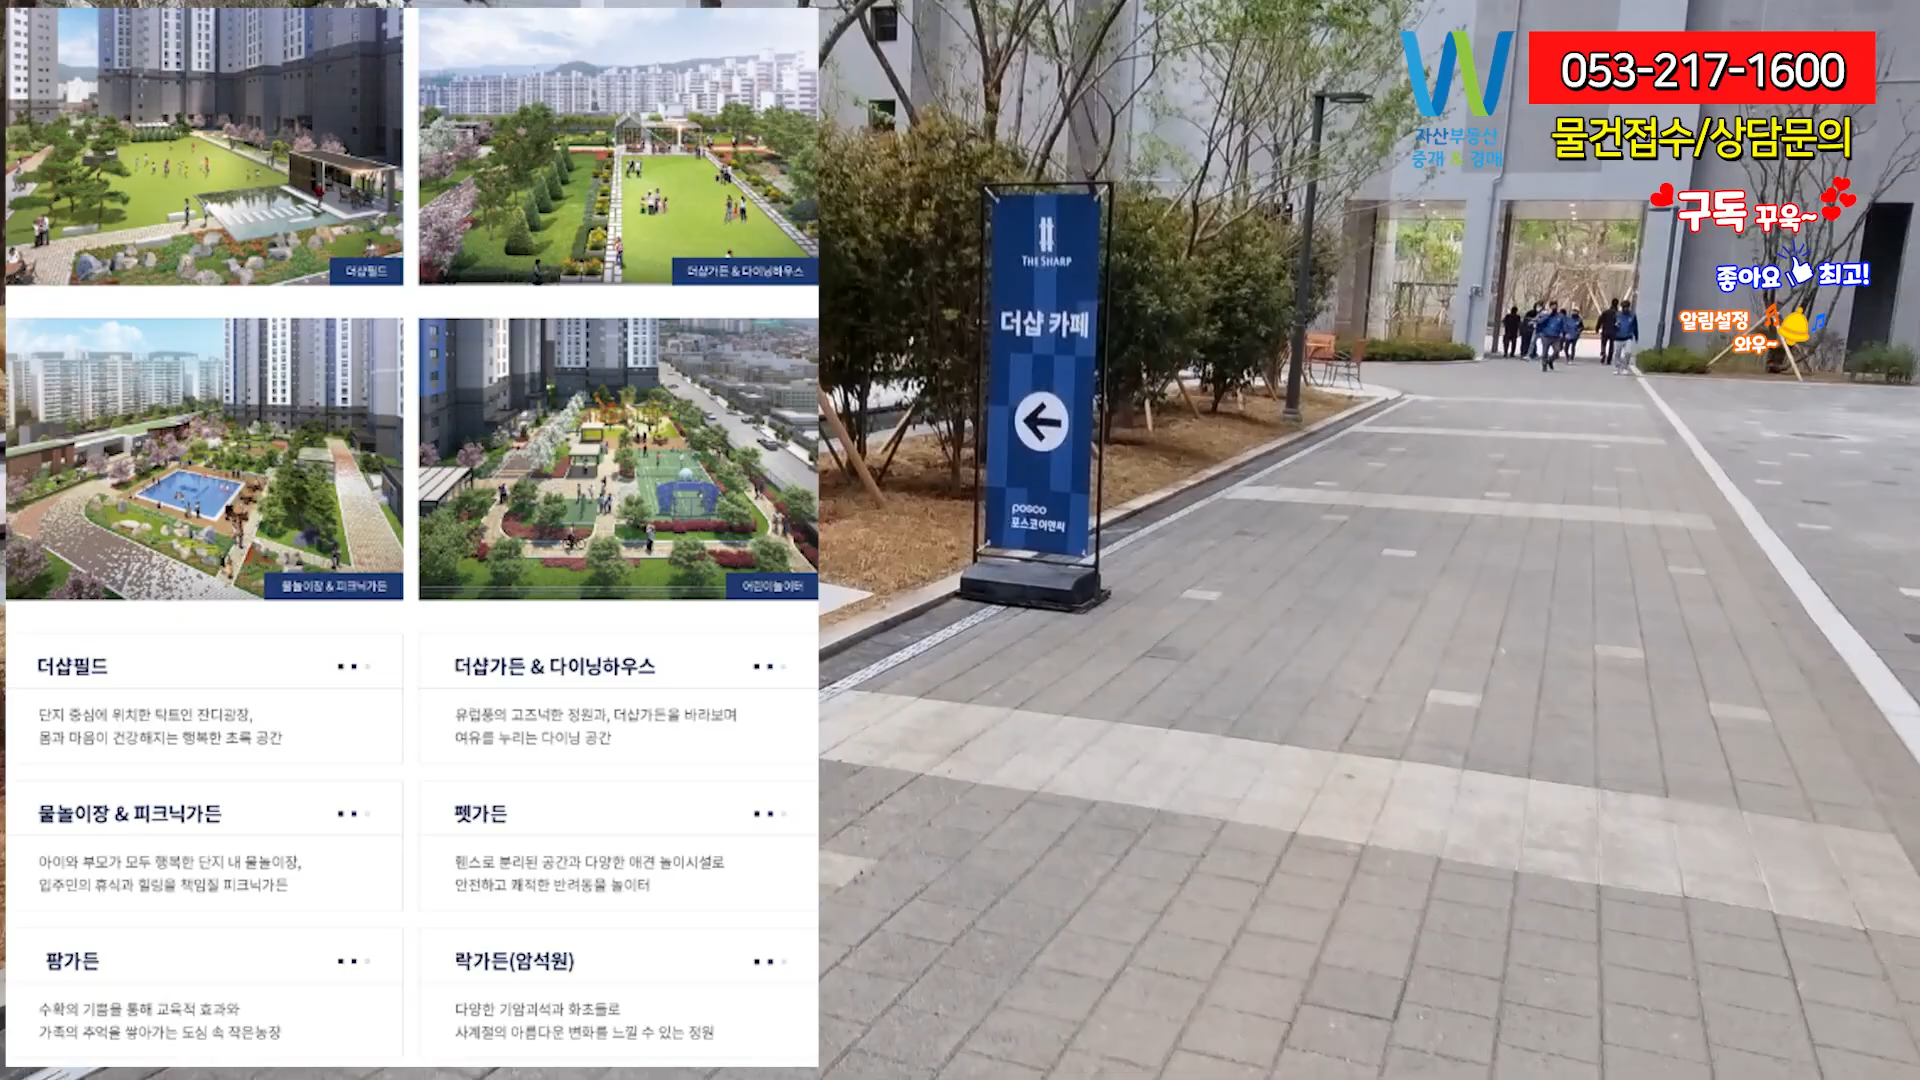 더샵필드
더샵가든 & 다이닝하우스
물놀이장 & 피크닉가든
어린이놀이터
더샵필드
단지 중심에 위치한 탁트인 잔디광장,
몸과 마음이 건강해지는 행복한 초록 공간
더샵가든 & 다이닝하우스
유럽풍의 고즈넉한 정원과, 더샵가든을 바라보며
여유를 누리는 다이닝 공간
물놀이장 & 피크닉가든
아이와 부모가 모두 행복한 단지 내 물놀이장,
입주민의 휴식과 힐링을 책임질 피크닉가든
펫가든
휀스로 분리된 공간과 다양한 애견 놀이시설로
안전하고 쾌적한 반려동물 놀이터
팜가든
수확의 기쁨을 통해 교육적 효과와
가족의 추억을 쌓아가는 도심 속 작은농장
락가든(암석원)
다양한 기암괴석과 화초들로
사계절의 아름다운 변화를 느낄 수 있는 정원
THE SHARP
더샵 카페
posco
포스코이앤씨
W
자산부동산
중개 & 경매
053-217-1600
물건접수/상담문의
구독 꾸욱~
좋아요 최고!
알림설정
와우~